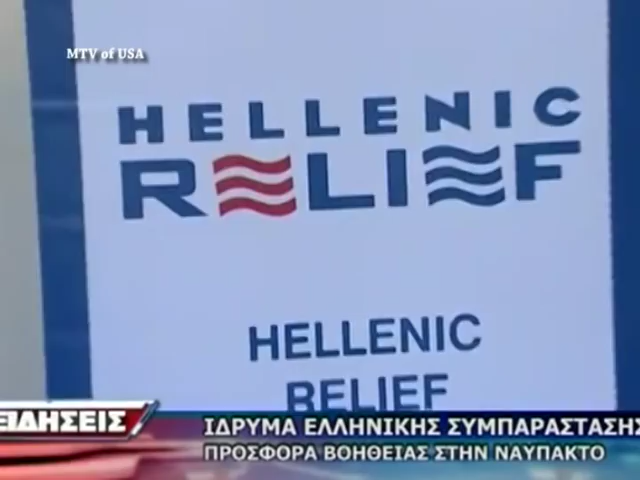 MTV of USA
HELLENIC
RELIEF
HELLENIC
RELIEF
ΕΙΔΗΣΕΙΣ
ΙΔΡΥΜΑ ΕΛΛΗΝΙΚΗΣ ΣΥΜΠΑΡΑΣΤΑΣΗΣ
ΠΡΟΣΦΟΡΑ ΒΟΗΘΕΙΑΣ ΣΤΗΝ ΝΑΥΠΑΚΤΟ